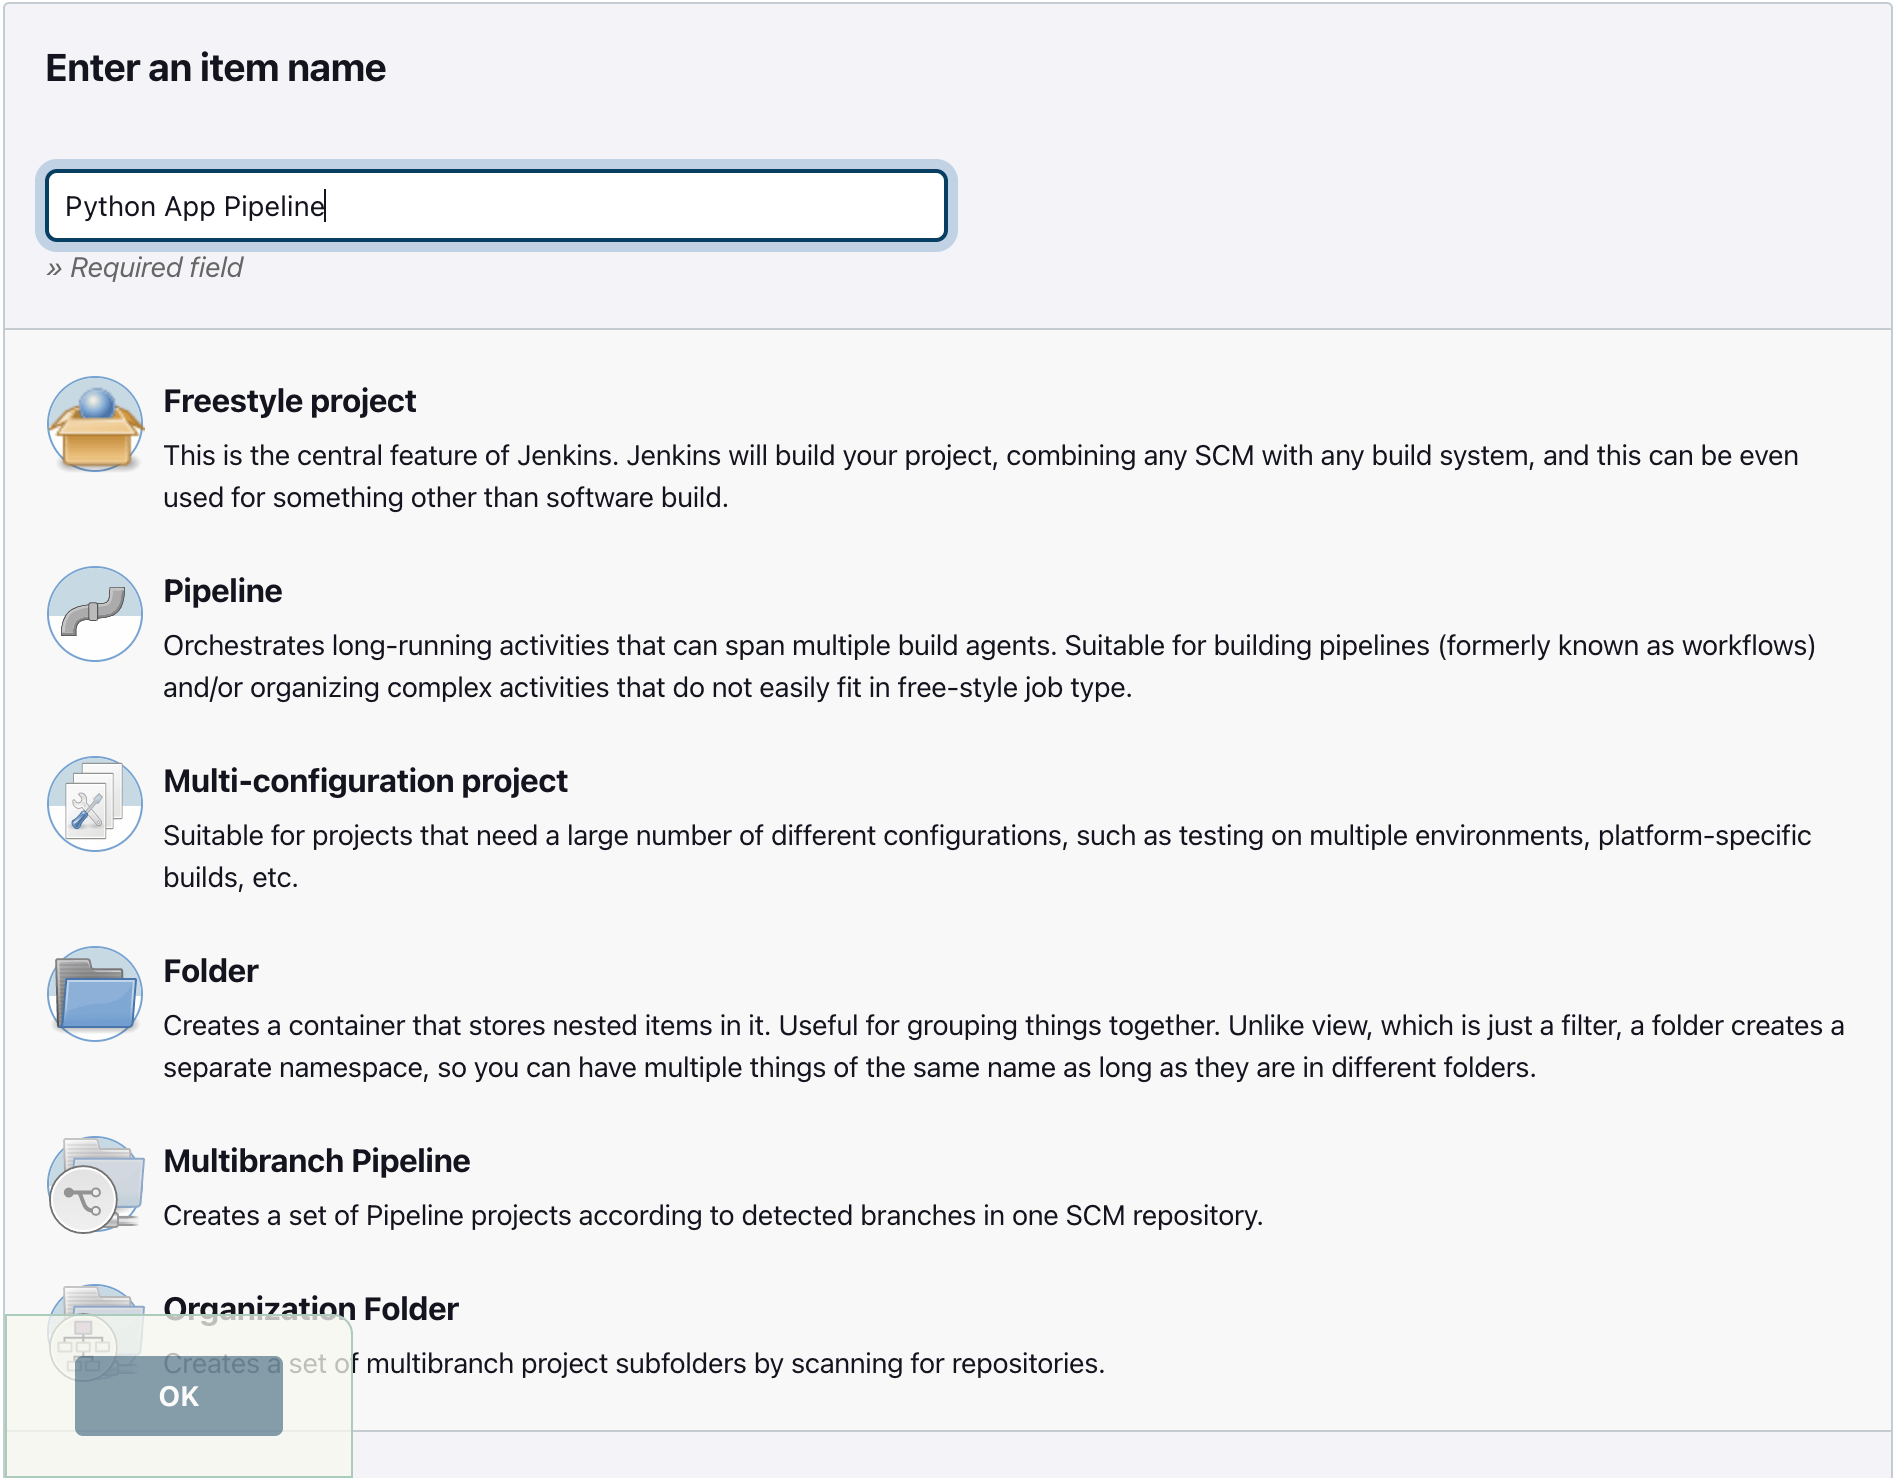 Enter an item name
Python App Pipeline
» Required field
Freestyle project
This is the central feature of Jenkins. Jenkins will build your project, combining any SCM with any build system, and this can be even
used for something other than software build.
Pipeline
Orchestrates long-running activities that can span multiple build agents. Suitable for building pipelines (formerly known as workflows)
and/or organizing complex activities that do not easily fit in free-style job type.
Multi-configuration project
Suitable for projects that need a large number of different configurations, such as testing on multiple environments, platform-specific
builds, etc.
Folder
Creates a container that stores nested items in it. Useful for grouping things together. Unlike view, which is just a filter, a folder creates a
separate namespace, so you can have multiple things of the same name as long as they are in different folders.
Multibranch Pipeline
Creates a set of Pipeline projects according to detected branches in one SCM repository.
Organization Folder
Creates a set of multibranch project subfolders by scanning for repositories.
OK